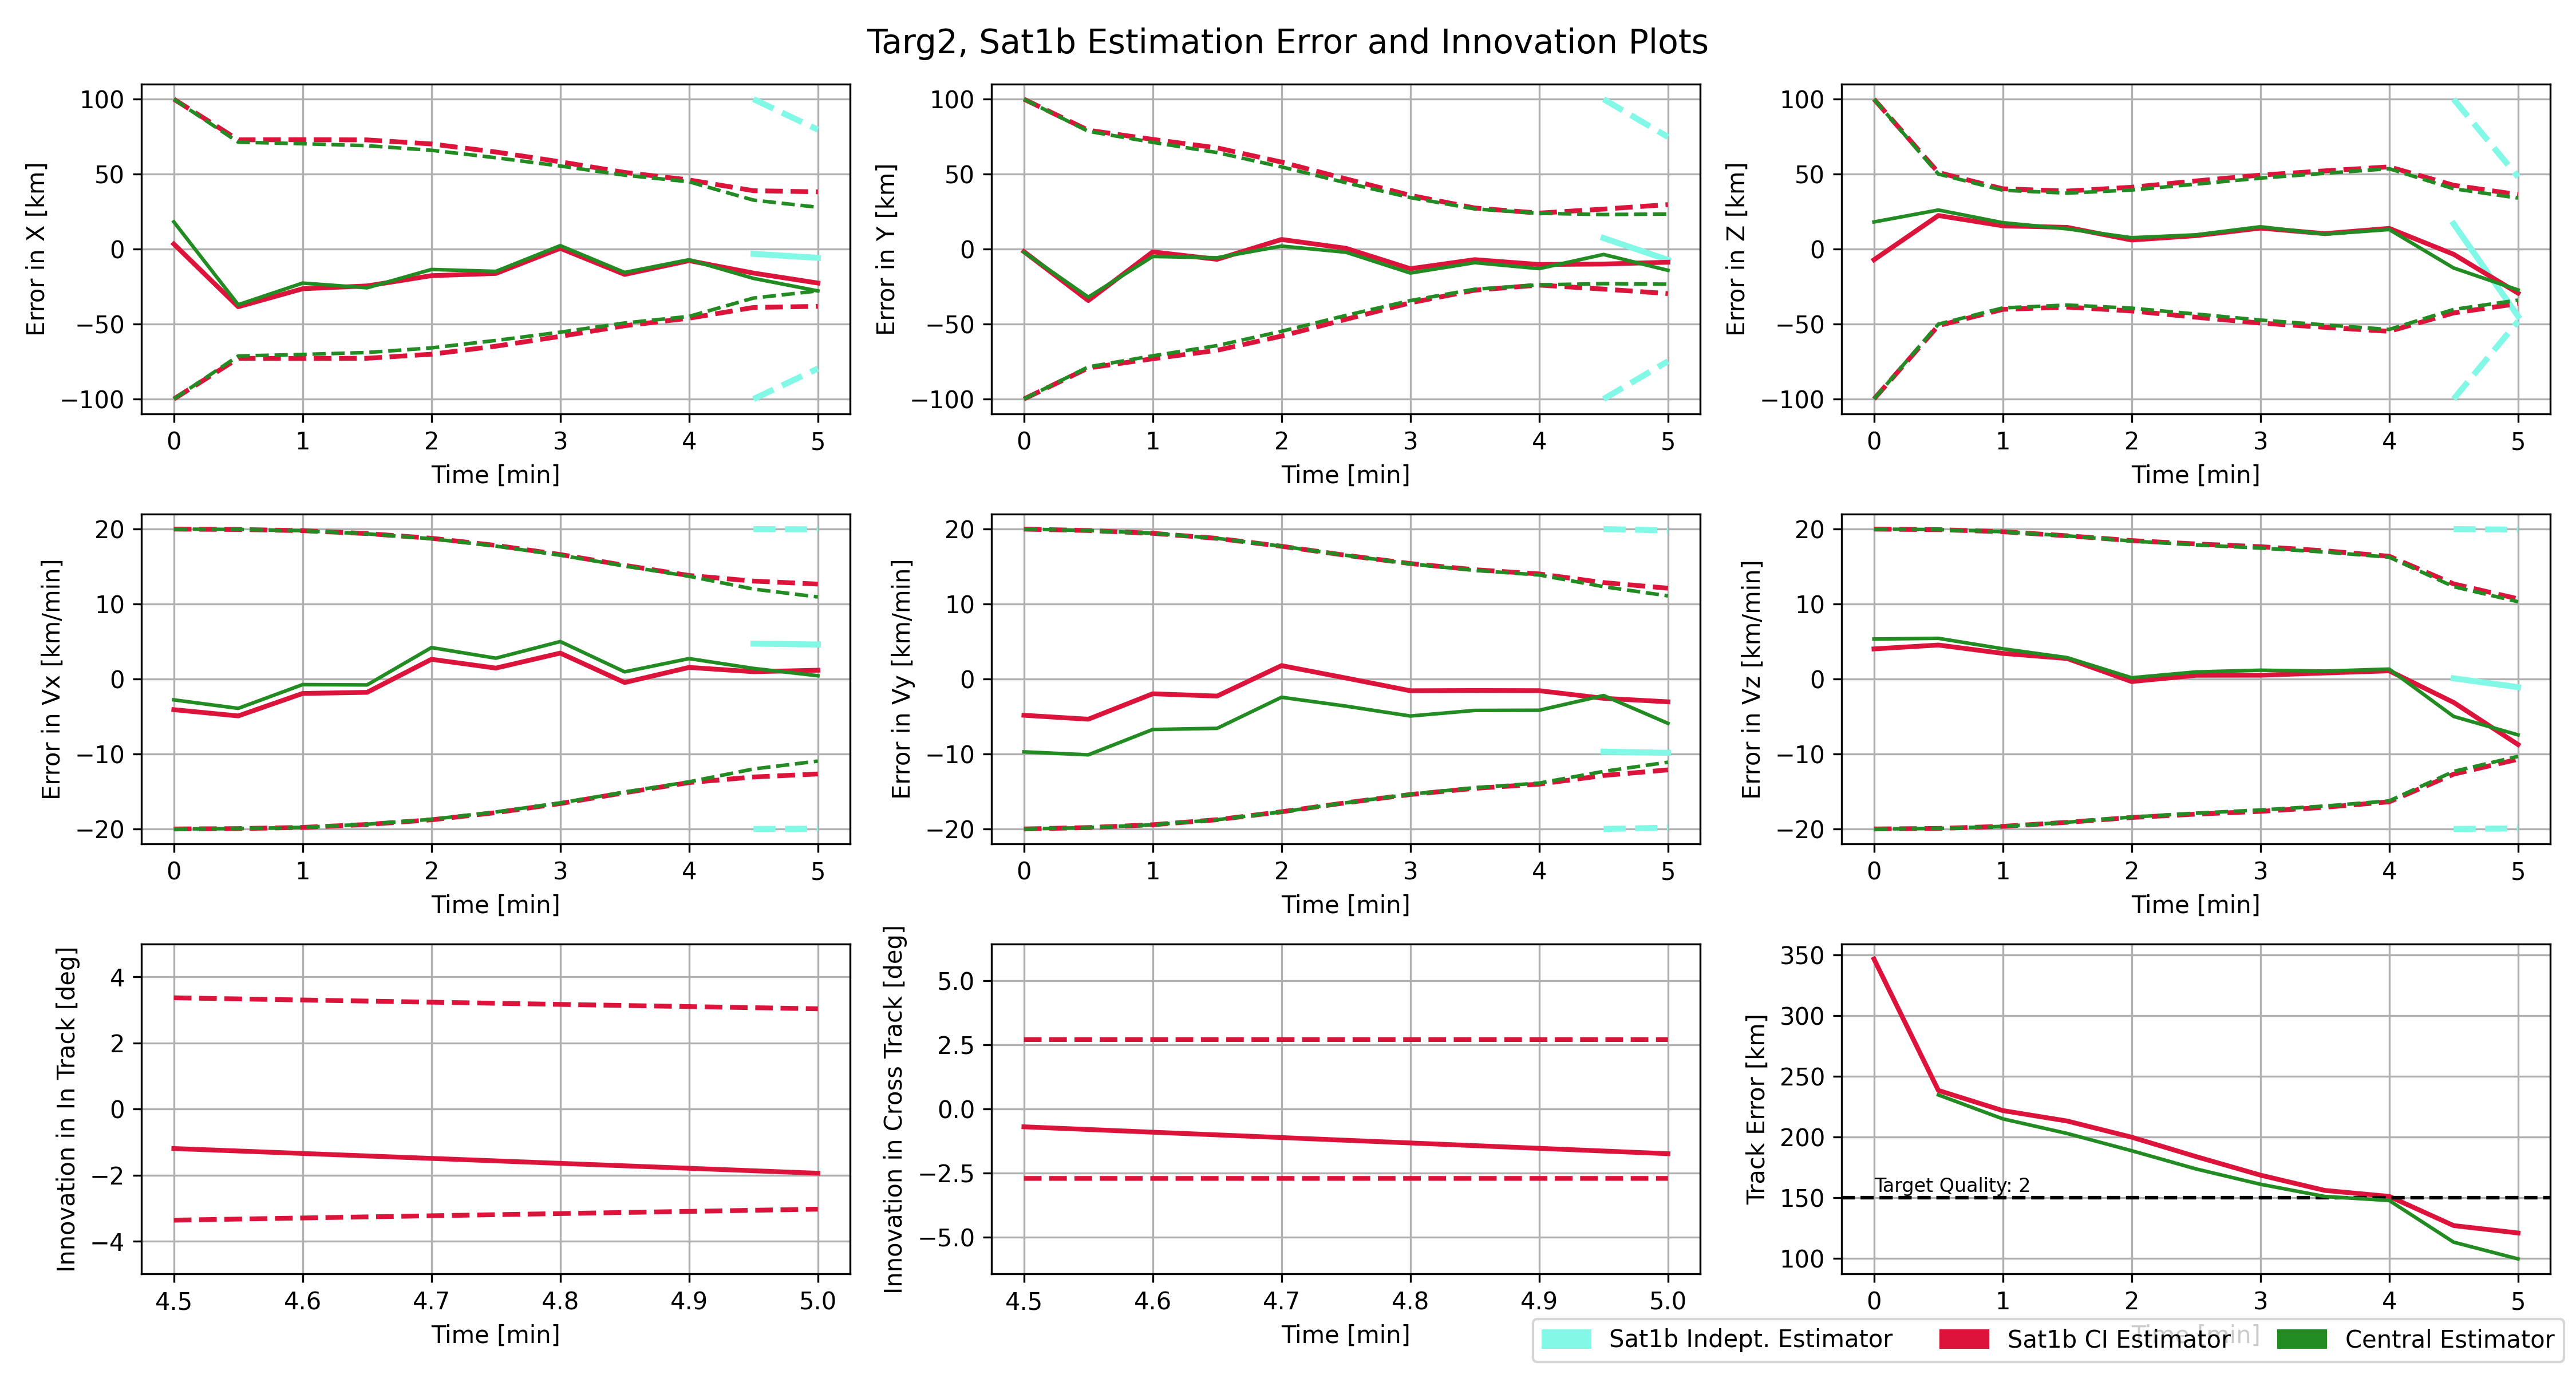 Targ2, Sat1b Estimation Error and Innovation Plots
Error in X [km]
100
50
0
−50
−100
0 1 2 3 4 5
Time [min]
Error in Y [km]
100
50
0
−50
−100
0 1 2 3 4 5
Time [min]
Error in Z [km]
100
50
0
−50
−100
0 1 2 3 4 5
Time [min]
Error in Vx [km/min]
20
10
0
−10
−20
0 1 2 3 4 5
Time [min]
Error in Vy [km/min]
20
10
0
−10
−20
0 1 2 3 4 5
Time [min]
Error in Vz [km/min]
20
10
0
−10
−20
0 1 2 3 4 5
Time [min]
Innovation in In Track [deg]
4
2
0
−2
−4
4.5 4.6 4.7 4.8 4.9 5.0
Time [min]
Innovation in Cross Track [deg]
5.0
2.5
0.0
−2.5
−5.0
4.5 4.6 4.7 4.8 4.9 5.0
Time [min]
Track Error [km]
350
300
250
200
150
100
Target Quality: 2
0 1 2 3 4 5
Time [min]
Sat1b Indept. Estimator Sat1b CI Estimator Central Estimator